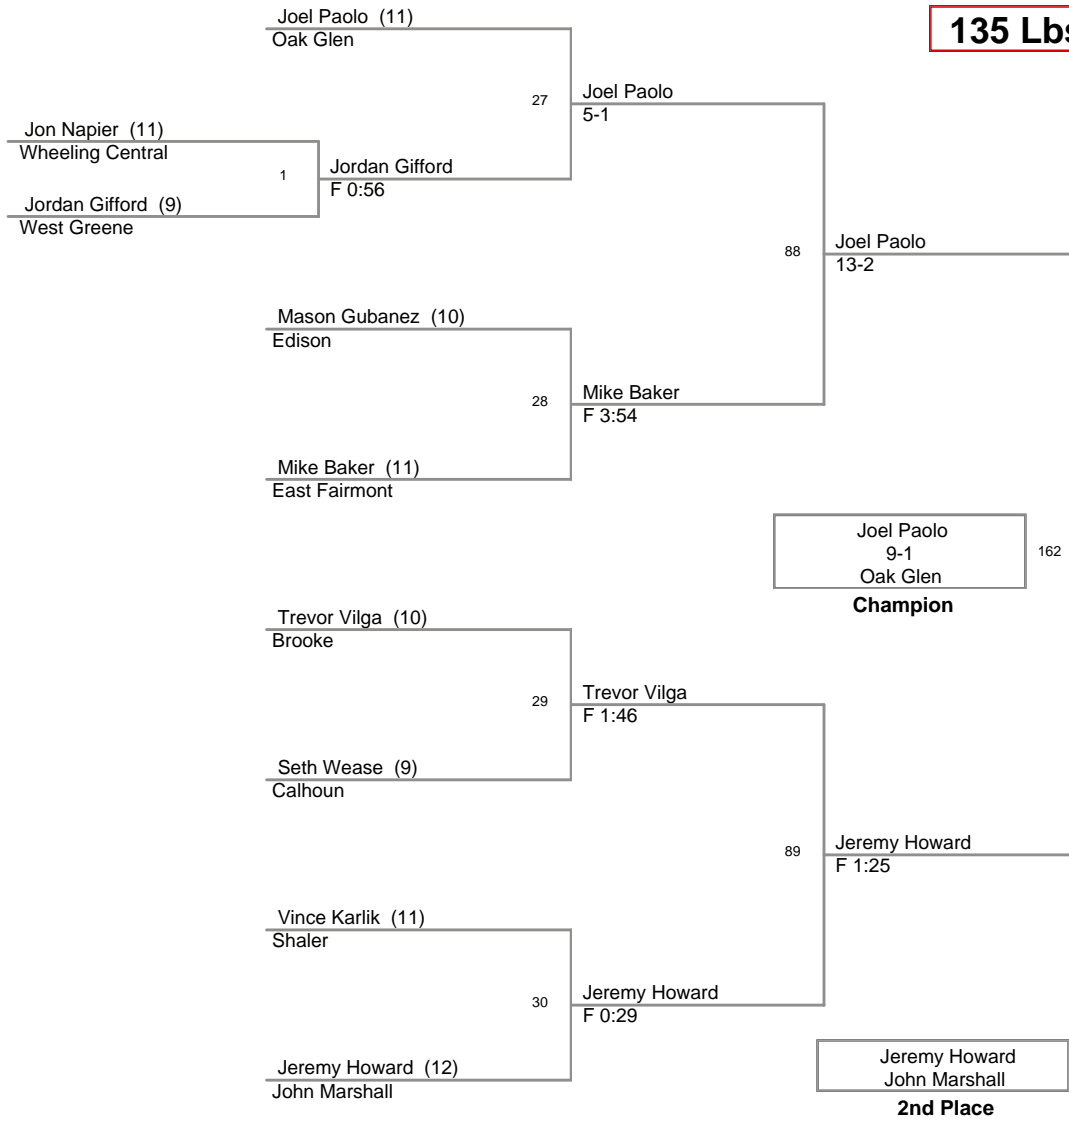 Joel Paolo (11)
Oak Glen
135 Lbs
27
Joel Paolo
5-1
Jon Napier (11)
Wheeling Central
1
Jordan Gifford
F 0:56
Jordan Gifford (9)
West Greene
88
Joel Paolo
13-2
Mason Gubanez (10)
Edison
28
Mike Baker
F 3:54
Mike Baker (11)
East Fairmont
Joel Paolo
9-1
Oak Glen
162
Champion
Trevor Vilga (10)
Brooke
29
Trevor Vilga
F 1:46
Seth Wease (9)
Calhoun
89
Jeremy Howard
F 1:25
Vince Karlik (11)
Shaler
30
Jeremy Howard
F 0:29
Jeremy Howard (12)
John Marshall
Jeremy Howard
John Marshall
2nd Place